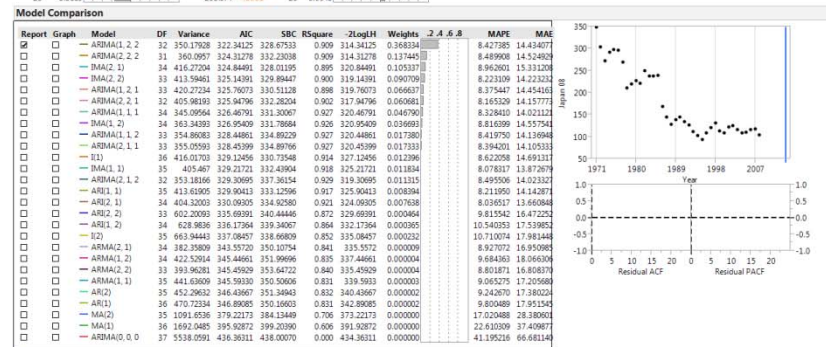 Model Comparison
Report Graph Model DF Variance AIC SBC RSquare -2LogLH Weights .2 .4 .6 .8 MAPE MAE
ARIMA(1, 2, 2 32 350.17928 322.34125 328.67533 0.909 314.34125 0.368334 8.427385 14.434077
ARIMA(2, 2, 2 31 360.0957 324.31278 332.23038 0.909 314.31278 0.137445 8.489908 14.524929
IMA(2, 1) 34 416.27204 324.84491 328.01195 0.895 320.84491 0.105337 8.962601 15.331208
IMA(2, 2) 33 413.59461 325.14391 329.89447 0.900 319.14391 0.090709 8.223109 14.223232
ARIMA(1, 2, 1 33 420.27234 325.76073 330.51128 0.898 319.76073 0.066637 8.375447 14.454163
ARIMA(2, 2, 1 32 405.98193 325.94796 332.28204 0.902 317.94796 0.060681 8.165329 14.157773
ARIMA(1, 1, 1 34 345.09564 326.46791 331.30067 0.927 320.46791 0.046790 8.328410 14.021121
IMA(1, 2) 34 363.34393 326.95409 331.78684 0.926 320.95409 0.036693 8.816399 14.557541
ARIMA(1, 1, 2 33 354.86083 328.44861 334.89229 0.927 320.44861 0.017380 8.419750 14.136948
ARIMA(2, 1, 1 33 355.05593 328.45399 334.89766 0.927 320.45399 0.017333 8.394201 14.105333
I(1) 36 416.01703 329.12456 330.73548 0.914 327.12456 0.012396 8.622058 14.691317
IMA(1, 1) 35 405.467 329.21721 332.43904 0.918 325.21721 0.011834 8.078317 13.872679
ARIMA(2, 1, 2 32 353.18166 329.30695 337.36154 0.929 319.30695 0.011315 8.495506 14.023327
ARI(1, 1) 35 413.61905 329.90413 333.12596 0.917 325.90413 0.008394 8.211950 14.142871
ARI(2, 1) 34 404.32003 330.09305 334.92580 0.921 324.09305 0.007638 8.036517 13.660848
ARI(2, 2) 33 602.20093 335.69391 340.44446 0.872 329.69391 0.000464 9.815542 16.472252
ARI(1, 2) 34 628.9836 336.17364 339.34067 0.864 332.17364 0.000365 10.540353 17.539852
I(2) 35 663.94443 337.08457 338.66809 0.852 335.08457 0.000232 10.710074 17.981448
ARMA(2, 1) 34 382.35809 343.55720 350.10754 0.841 335.5572 0.000009 8.927072 16.950985
ARMA(1, 2) 34 422.52914 345.44661 351.99696 0.835 337.44661 0.000004 9.684363 18.066306
ARMA(2, 2) 33 393.96281 345.45929 353.64722 0.840 335.45929 0.000004 8.801871 16.808370
ARMA(1, 1) 35 441.63609 345.59330 350.50606 0.831 339.5933 0.000003 9.065275 17.205680
AR(2) 35 452.29632 346.43667 351.34943 0.832 340.43667 0.000002 9.242670 17.380224
AR(1) 36 470.72334 346.89085 350.16603 0.831 342.89085 0.000002 9.800489 17.951545
MA(2) 35 1091.6536 379.22173 384.13449 0.706 373.22173 0.000000 17.020488 28.380601
MA(1) 36 1692.0485 395.92872 399.20390 0.606 391.92872 0.000000 22.610309 37.409877
ARIMA(0, 0, 0 37 5538.0591 436.36311 438.00070 0.000 434.36311 0.000000 41.195216 66.681140
350
300
250
200
150
100
50
Japan 08
1971 1980 1989 1998 2007
Year
1.0 1.0
0.5 0.5
0.0 0.0
-0.5 -0.5
-1.0 -1.0
0 5 10 15 20 0 5 10 15 20
Residual ACF Residual PACF